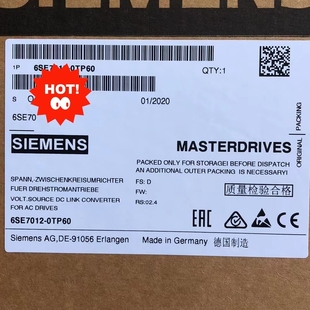 1P 6SE7012-0TP60 QTY:1
HOT!
S 01/2020
6SE70
ORIGINAL PACKING
SIEMENS MASTERDRIVES
PACKED ONLY FOR STORAGE! BEFORE DISPATCH
AN ADDITIONAL OUTER PACKING IS NECESSARY!
SPANN.ZWISCHENKREISUMRICHTER FS: D
FUER DREHSTROMANTRIEBE FW:
VOLT.SOURCE DC LINK CONVERTER RS:02.4
FOR AC DRIVES
质量检验合格
6SE7012-0TP60
EAC CE
Siemens AG,DE-91056 Erlangen Made in Germany 德国制造